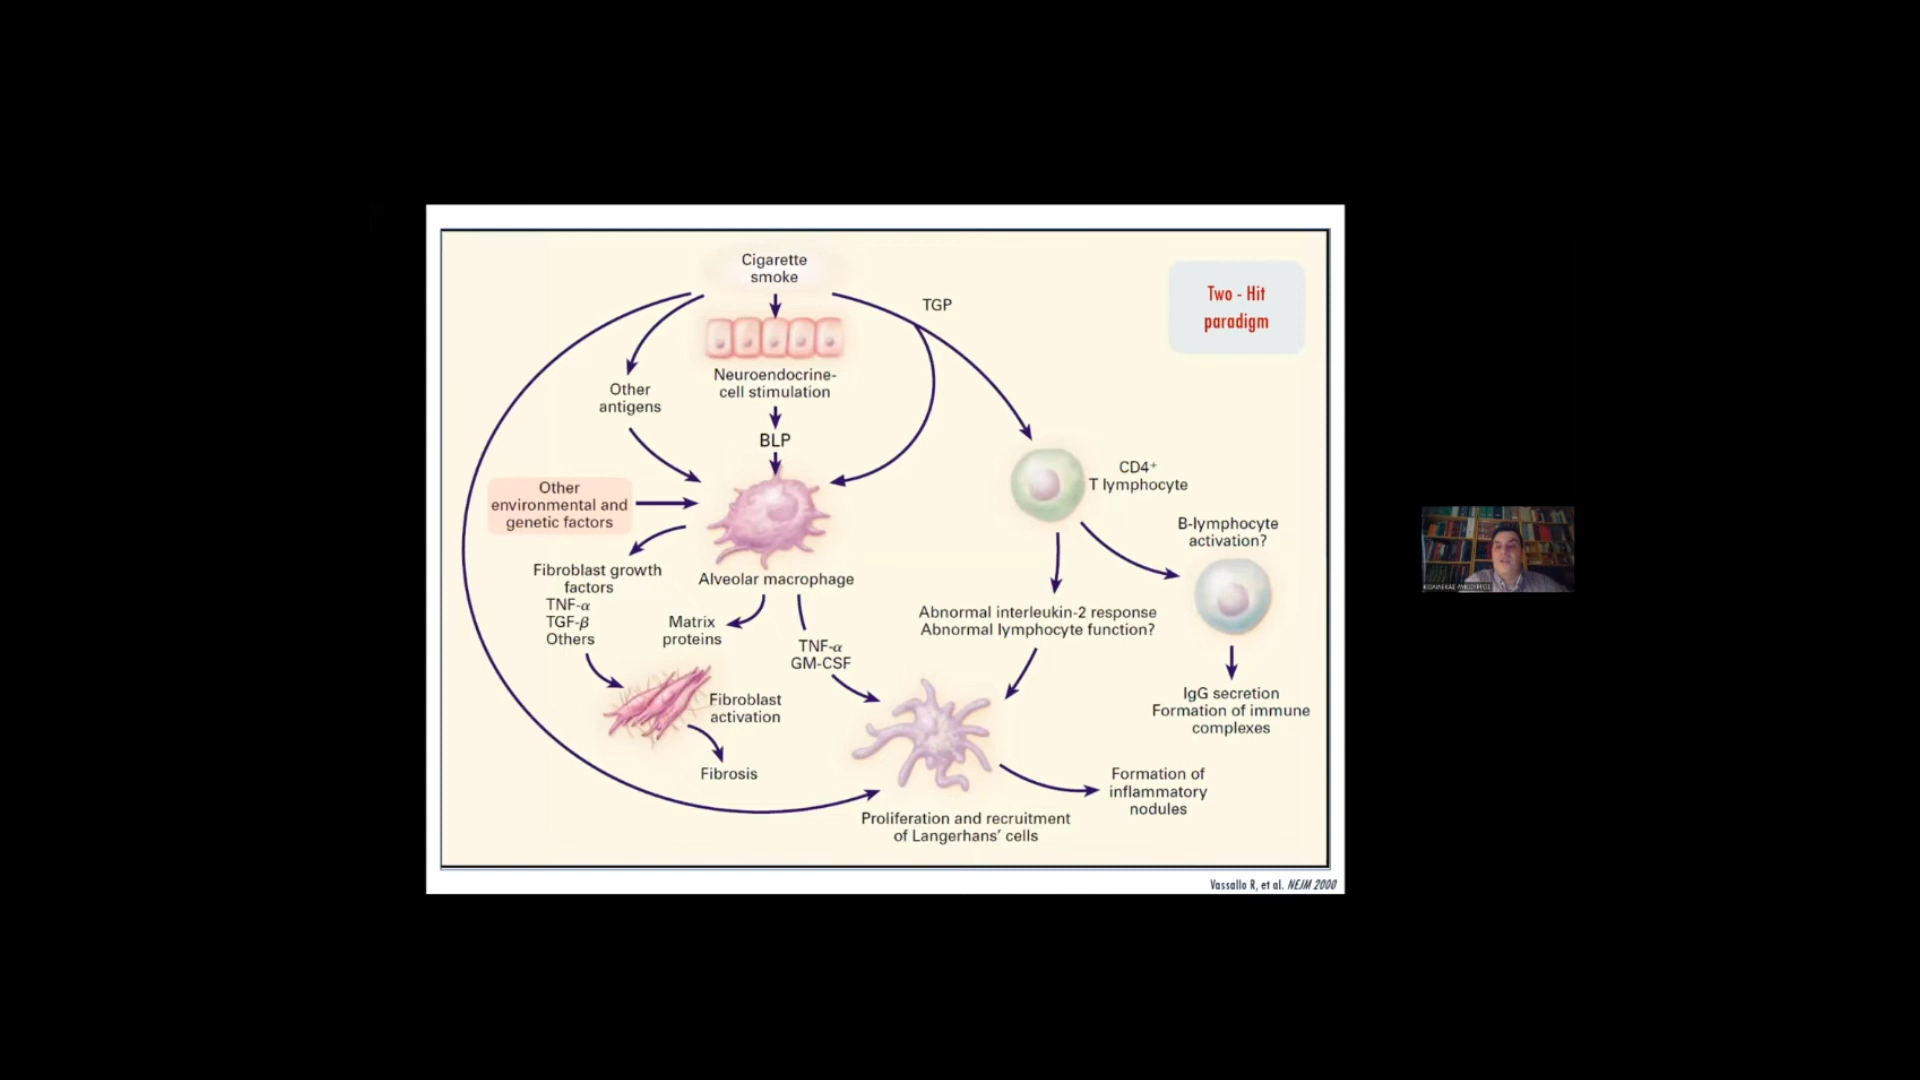 Cigarette
smoke
TGP
Two - Hit
paradigm
Neuroendocrine-
cell stimulation
Other
antigens
BLP
CD4+
T lymphocyte
Other
environmental and
genetic factors
B-lymphocyte
activation?
Fibroblast growth
factors
TNF-α
TGF-β
Others
Alveolar macrophage
Matrix
proteins
TNF-α
GM-CSF
Abnormal interleukin-2 response
Abnormal lymphocyte function?
Fibroblast
activation
Fibrosis
IgG secretion
Formation of immune
complexes
Formation of
inflammatory
nodules
Proliferation and recruitment
of Langerhans’ cells
Vassallo R, et al. NEJM 2000